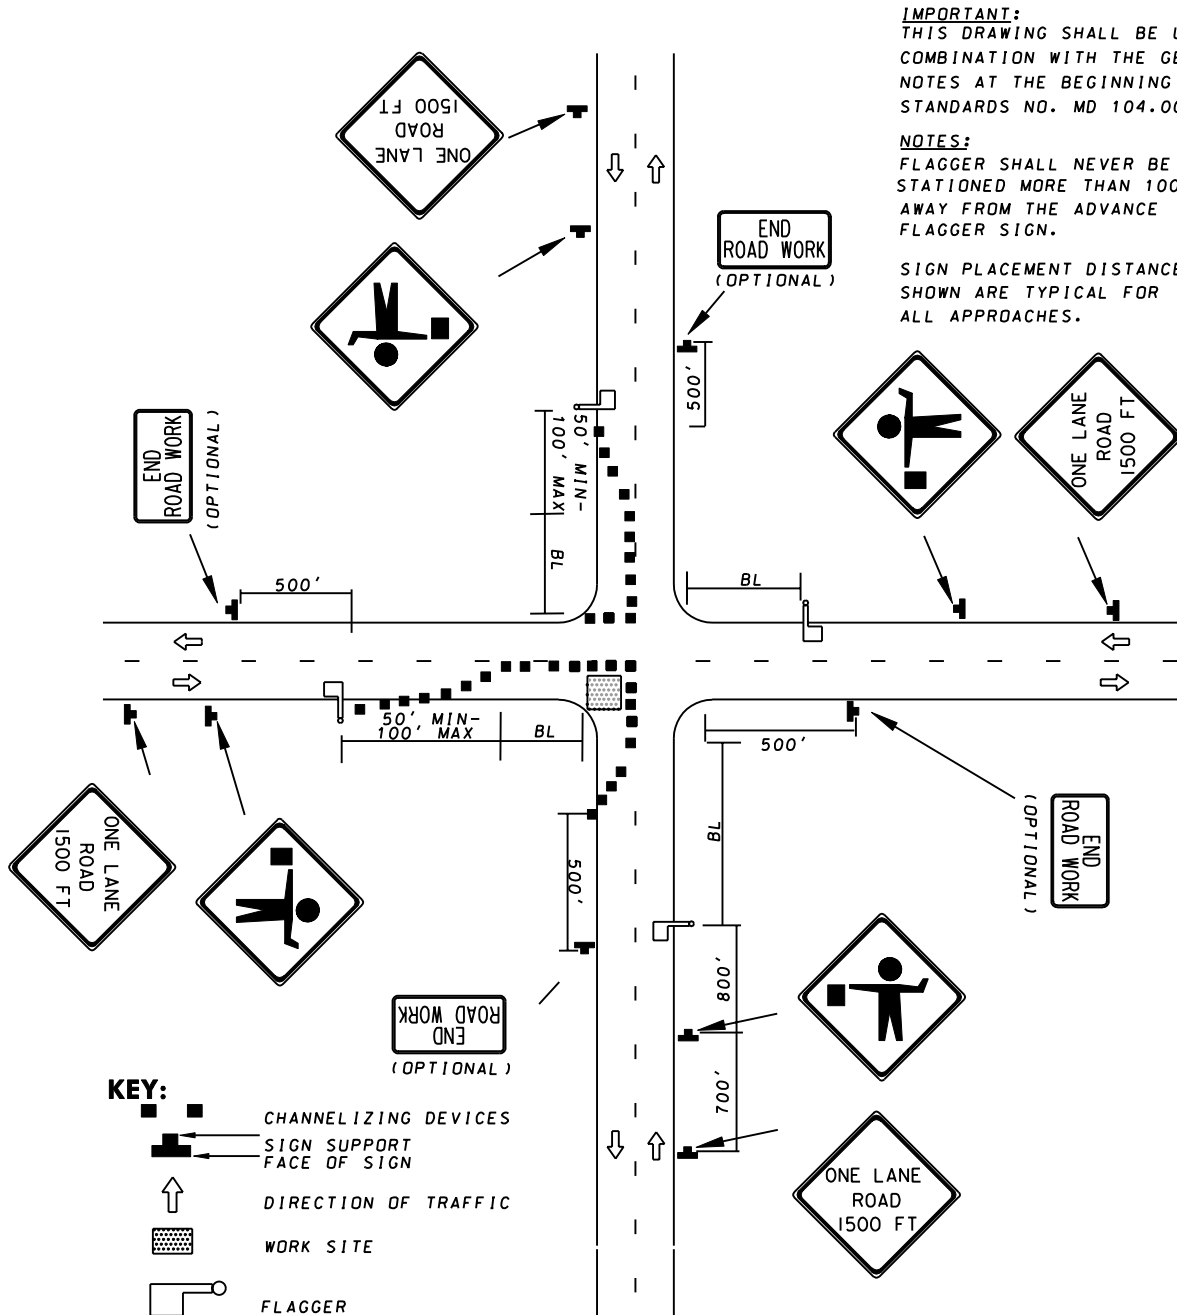 IMPORTANT:
THIS DRAWING SHALL BE
COMBINATION WITH THE
NOTES AT THE BEGINNING
STANDARDS NO. MD 104.00
NOTES:
FLAGGER SHALL NEVER BE
STATIONED MORE THAN 100
AWAY FROM THE ADVANCE
FLAGGER SIGN.
SIGN PLACEMENT DISTANCE
SHOWN ARE TYPICAL FOR
ALL APPROACHES.
ONE LANE
ROAD
1500 FT
END
ROAD WORK
(OPTIONAL)
500'
50' MIN-
100' MAX
BL
END
ROAD WORK
(OPTIONAL)
500'
ONE LANE
ROAD
1500 FT
BL
50' MIN-
100' MAX
BL
500'
ONE LANE
ROAD
1500 FT
500'
BL
END
ROAD WORK
(OPTIONAL)
END
ROAD WORK
(OPTIONAL)
800'
700'
ONE LANE
ROAD
1500 FT
KEY:
CHANNELIZING DEVICES
SIGN SUPPORT
FACE OF SIGN
DIRECTION OF TRAFFIC
WORK SITE
FLAGGER